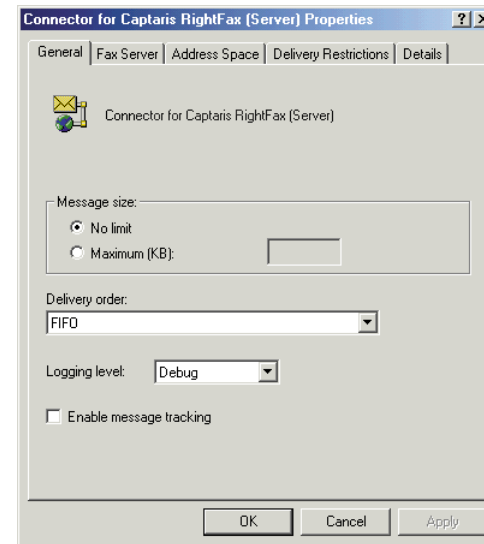 Connector for Captaris RightFax (Server) Properties
General Fax Server Address Space Delivery Restrictions Details
Connector for Captaris RightFax (Server)
Message size:
No limit
Maximum (KB):
Delivery order:
FIFO
Logging level: Debug
Enable message tracking
OK Cancel Apply